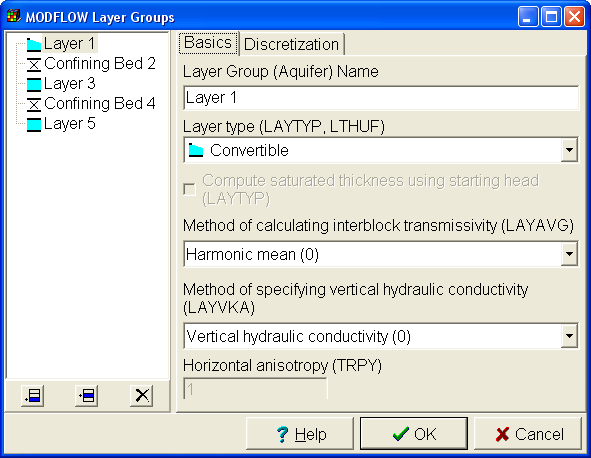 MODFLOW Layer Groups
Layer 1
Confining Bed 2
Layer 3
Confining Bed 4
Layer 5
Basics
Discretization
Layer Group (Aquifer) Name
Layer 1
Layer type (LAYTYP, LTHUF)
Convertible
Compute saturated thickness using starting head
(LAYTYP)
Method of calculating interblock transmissivity (LAYAVG)
Harmonic mean (0)
Method of specifying vertical hydraulic conductivity
(LAYVKA)
Vertical hydraulic conductivity (0)
Horizontal anisotropy (TRPY)
1
? Help
OK
Cancel